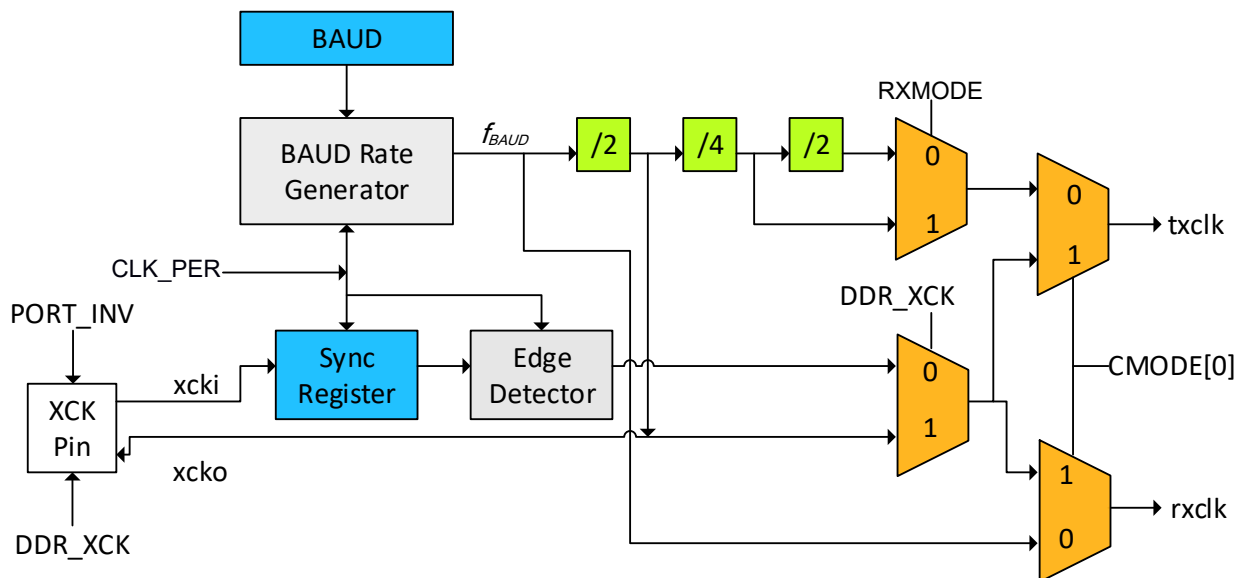 BAUD
RXMODE
BAUD Rate
Generator
fBAUD
/2
/4
/2
0
1
0
1
txclk
CLK_PER
PORT_INV
DDR_XCK
Sync
Register
Edge
Detector
0
1
CMODE[0]
xcki
XCK
Pin
xcko
1
0
rxclk
DDR_XCK